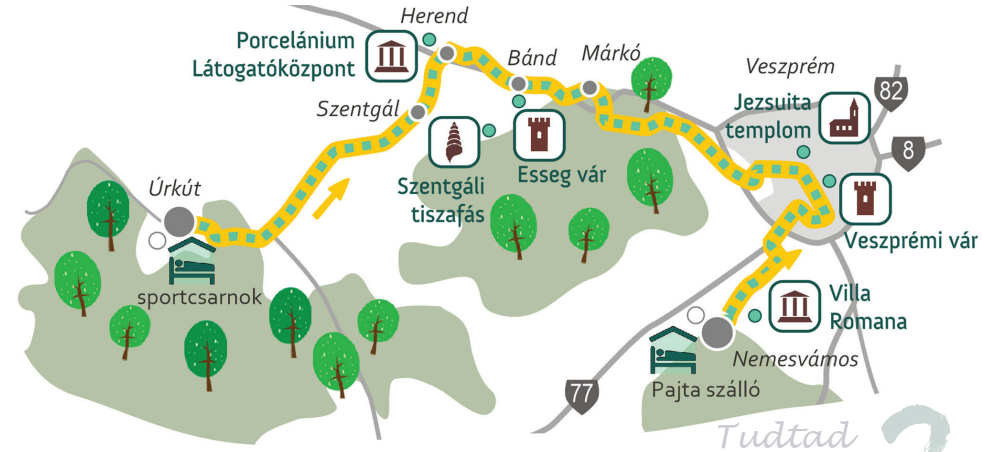 Herend
Porcelánium
Látogatóközpont
Bánd
Márkó
Veszprém
82
Szentgál
Jezsuita
templom
8
Esseg vár
Szentgáli
tiszafás
Úrkút
Veszprémi vár
sportcsarnok
Villa
Romana
Nemesvámos
77
Pajta szálló
Tudtad